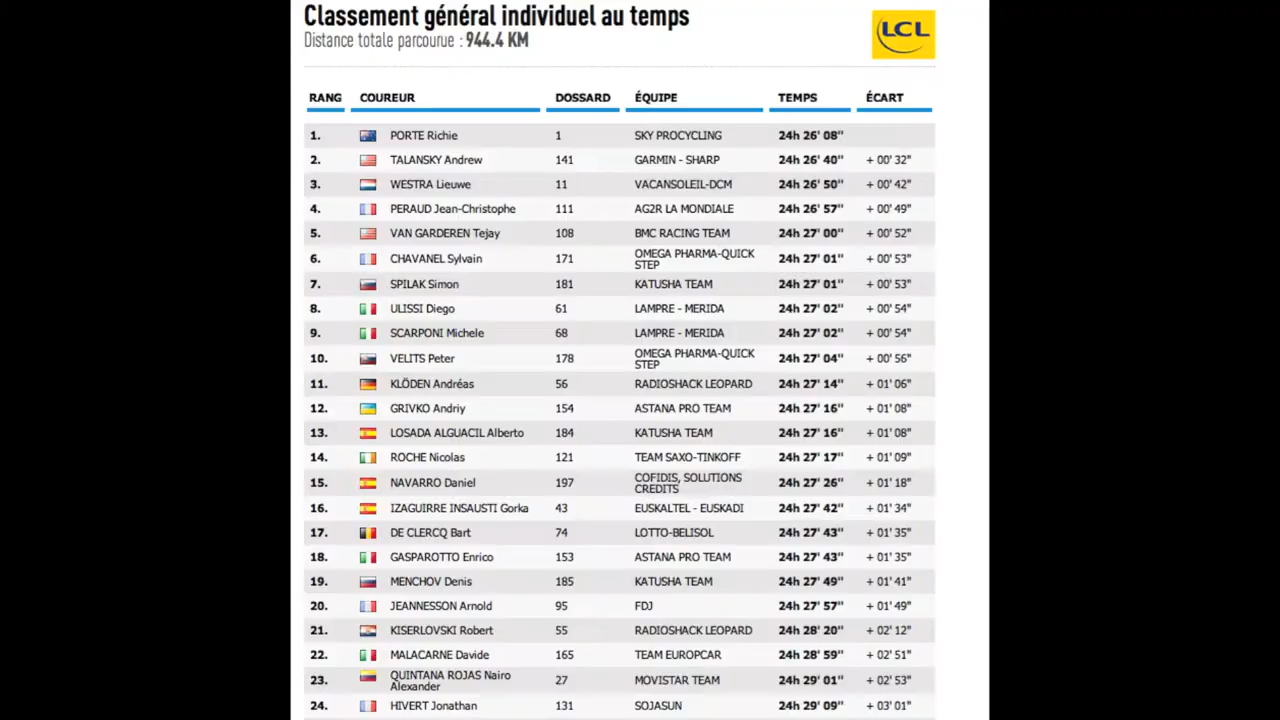 Classement général individuel au temps
Distance totale parcourue : 944.4 KM
LCL
RANG COUREUR DOSSARD ÉQUIPE TEMPS ÉCART
1. PORTE Richie 1 SKY PROCYCLING 24h 26' 08"
2. TALANSKY Andrew 141 GARMIN - SHARP 24h 26' 40" + 00' 32"
3. WESTRA Lieuwe 11 VACANSOLEIL-DCM 24h 26' 50" + 00' 42"
4. PERAUD Jean-Christophe 111 AG2R LA MONDIALE 24h 26' 57" + 00' 49"
5. VAN GARDEREN Tejay 108 BMC RACING TEAM 24h 27' 00" + 00' 52"
6. CHAVANEL Sylvain 171 OMEGA PHARMA-QUICK STEP 24h 27' 01" + 00' 53"
7. SPILAK Simon 181 KATUSHA TEAM 24h 27' 01" + 00' 53"
8. ULISSI Diego 61 LAMPRE - MERIDA 24h 27' 02" + 00' 54"
9. SCARPONI Michele 68 LAMPRE - MERIDA 24h 27' 02" + 00' 54"
10. VELITS Peter 178 OMEGA PHARMA-QUICK STEP 24h 27' 04" + 00' 56"
11. KLÖDEN Andréas 56 RADIOSHACK LEOPARD 24h 27' 14" + 01' 06"
12. GRIVKO Andriy 154 ASTANA PRO TEAM 24h 27' 16" + 01' 08"
13. LOSADA ALGUACIL Alberto 184 KATUSHA TEAM 24h 27' 16" + 01' 08"
14. ROCHE Nicolas 121 TEAM SAXO-TINKOFF 24h 27' 17" + 01' 09"
15. NAVARRO Daniel 197 COFIDIS, SOLUTIONS CREDITS 24h 27' 26" + 01' 18"
16. IZAGUIRRE INSAUSTI Gorka 43 EUSKALTEL - EUSKADI 24h 27' 42" + 01' 34"
17. DE CLERCQ Bart 74 LOTTO-BELISOL 24h 27' 43" + 01' 35"
18. GASPAROTTO Enrico 153 ASTANA PRO TEAM 24h 27' 43" + 01' 35"
19. MENCHOV Denis 185 KATUSHA TEAM 24h 27' 49" + 01' 41"
20. JEANNESSON Arnold 95 FDJ 24h 27' 57" + 01' 49"
21. KISERLOVSKI Robert 55 RADIOSHACK LEOPARD 24h 28' 20" + 02' 12"
22. MALACARNE Davide 165 TEAM EUROPCAR 24h 28' 59" + 02' 51"
23. QUINTANA ROJAS Nairo Alexander 27 MOVISTAR TEAM 24h 29' 01" + 02' 53"
24. HIVERT Jonathan 131 SOJASUN 24h 29' 09" + 03' 01"